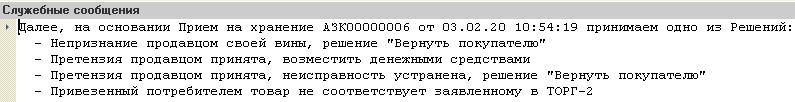 Служебные сообщения
Далее, на основании Прием на хранение АЗК00000006 от 03.02.20 10:54:19 принимаем одно из Решений:
- Непризнание продавцом своей вины, решение "Вернуть покупателю"
- Претензия продавцом принята, возместить денежными средствами
- Претензия продавцом принята, неисправность устранена, решение "Вернуть покупателю"
- Привезенный потребителем товар не соответствует заявленному в ТОРГ-2